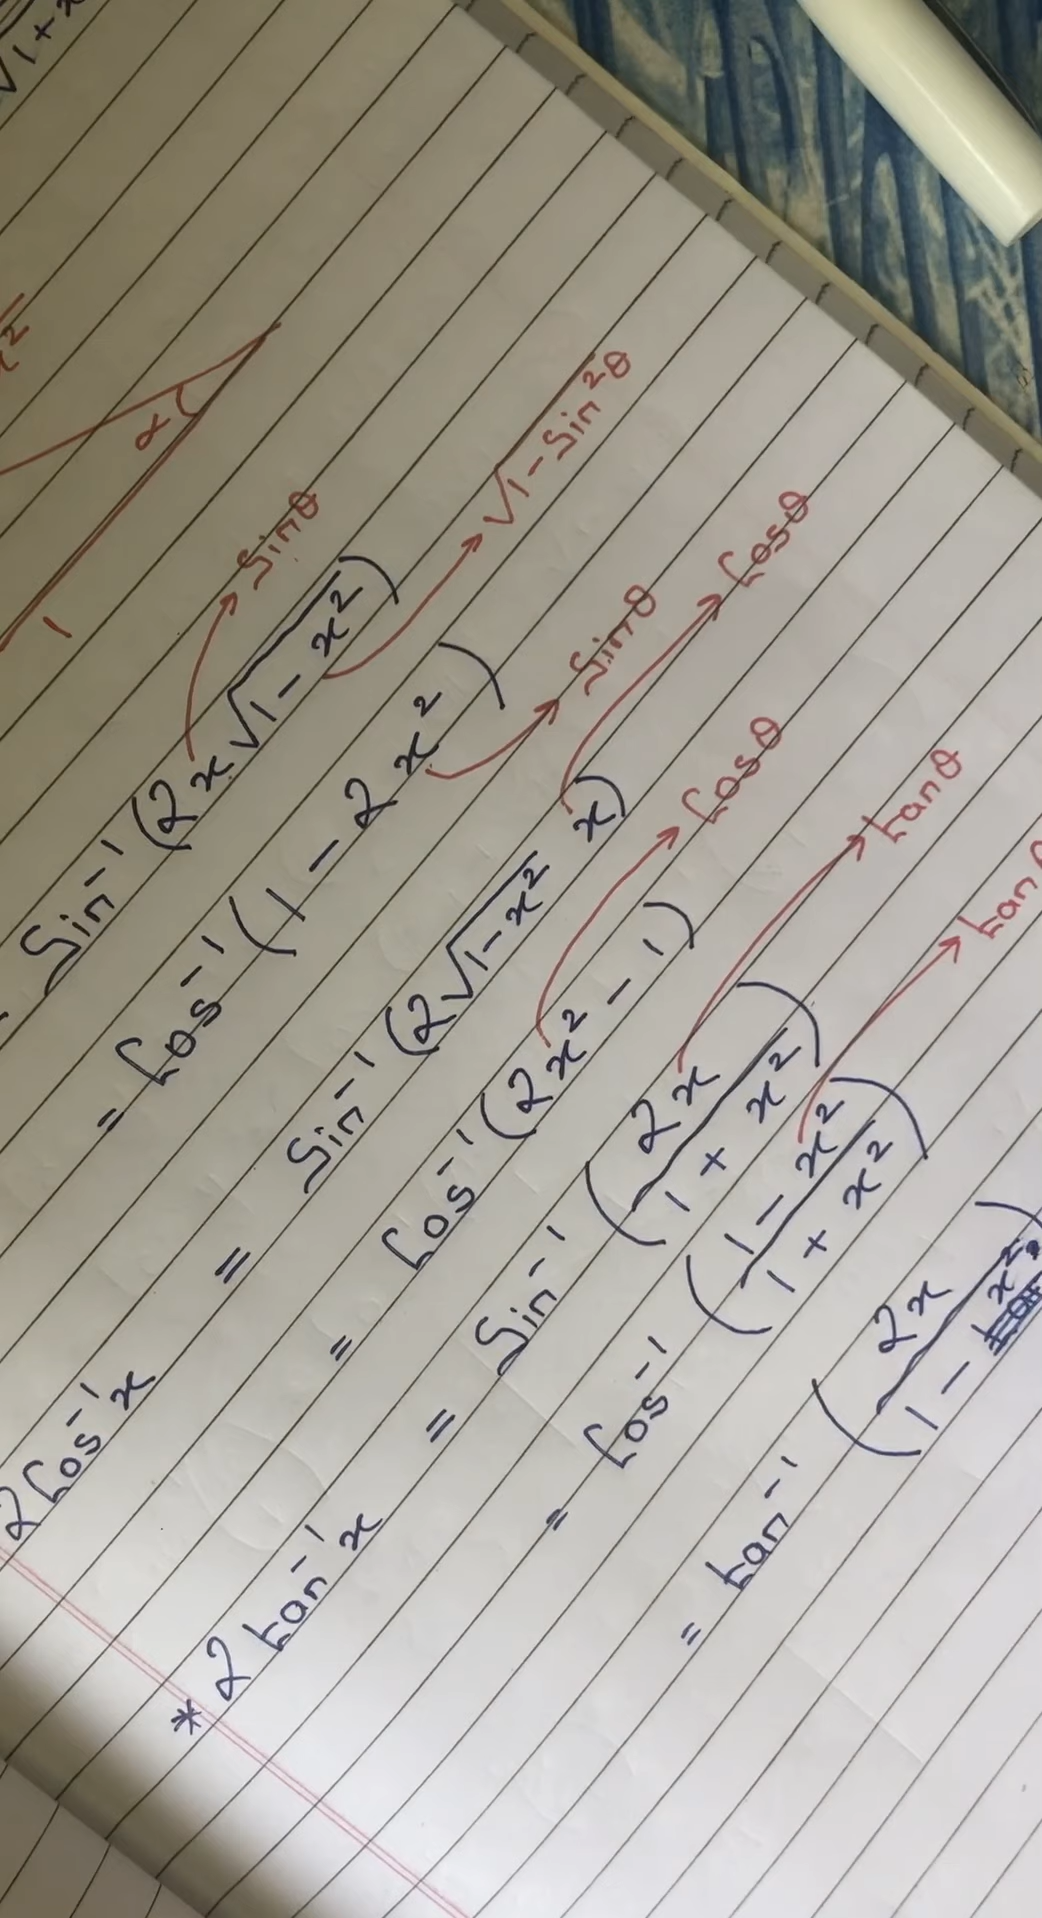 √1+x
x²
α
1
Sin⁻¹(2x√1-x²) → Sinθ → √1-Sin²θ
= Cos⁻¹(1-2x²) → Sinθ
2Cos⁻¹x = Sin⁻¹(2√1-x² x) → Cosθ
= Cos⁻¹(2x²-1) → Cosθ
* 2tan⁻¹x = Sin⁻¹(2x/1+x²) → tanθ
= Cos⁻¹(1-x²/1+x²) → tan
= tan⁻¹(2x/1-x²)